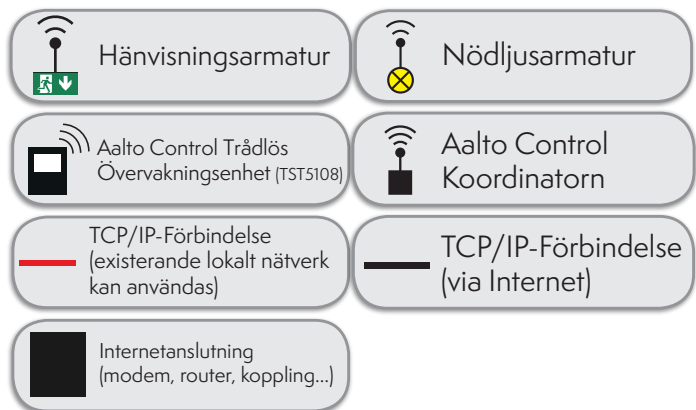 Hänvisningsarmatur
Nödljusarmatur
Aalto Control Trådlös
Övervakningsenhet (TST5108)
Aalto Control
Koordinatorn
TCP/IP-Förbindelse
(existerande lokalt nätverk
kan användas)
TCP/IP-Förbindelse
(via Internet)
Internetanslutning
(modem, router, koppling...)